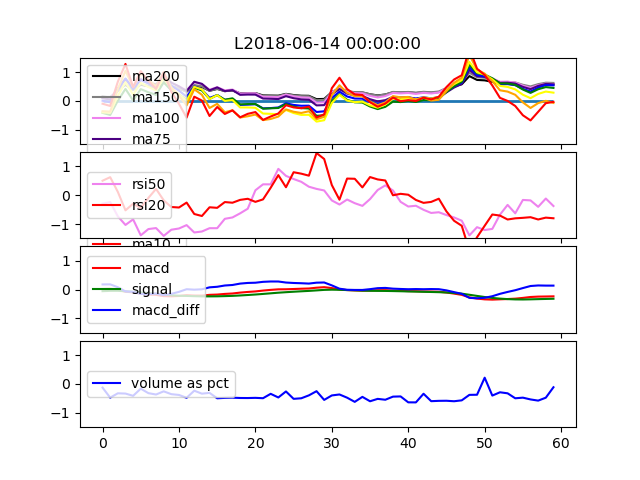 L2018-06-14 00:00:00
1
0
−1
ma200
ma150
ma100
ma75
1
0
−1
rsi50
rsi20
ma10
1
0
−1
macd
signal
macd_diff
1
0
−1
volume as pct
0 10 20 30 40 50 60